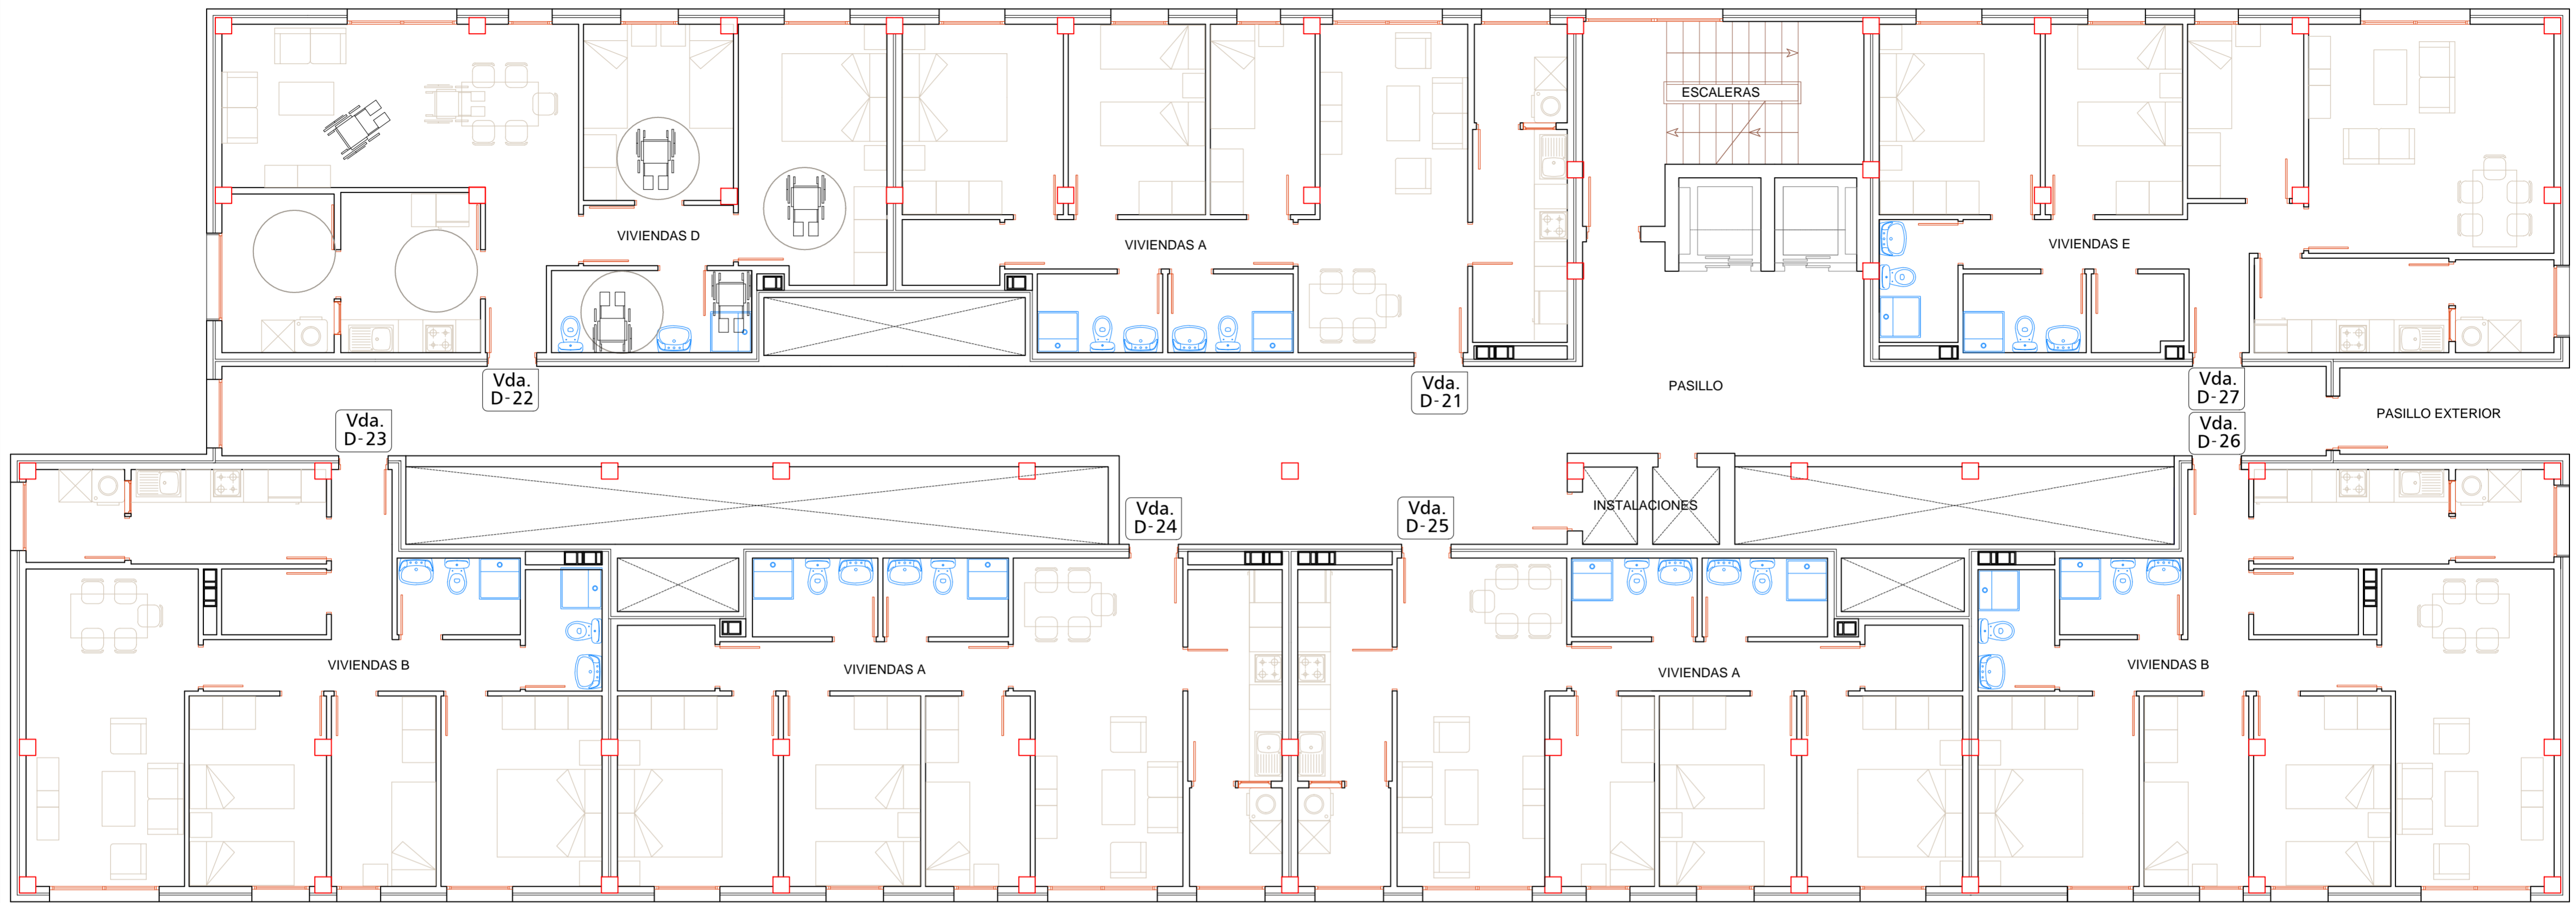 ESCALERAS
VIVIENDAS D
VIVIENDAS A
VIVIENDAS E
Vda.
D-22
Vda.
D-21
PASILLO
Vda.
D-27
Vda.
D-23
PASILLO EXTERIOR
Vda.
D-26
Vda.
D-24
Vda.
D-25
INSTALACIONES
VIVIENDAS B
VIVIENDAS A
VIVIENDAS A
VIVIENDAS B